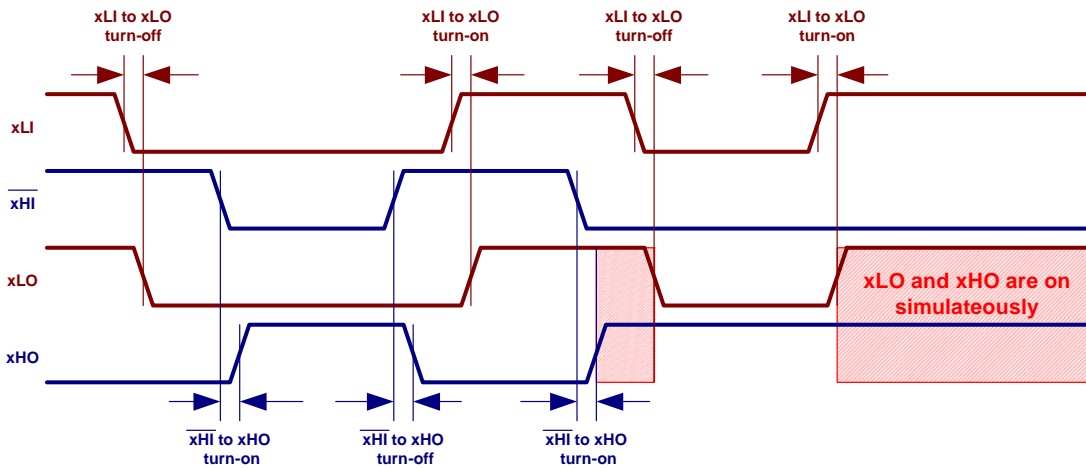 xLI to xLO
turn-off
xLI to xLO
turn-on
xLI to xLO
turn-off
xLI to xLO
turn-on
xLI
xHI
xLO
xLO and xHO are on
simulateously
xHO
xHI to xHO
turn-on
xHI to xHO
turn-off
xHI to xHO
turn-on